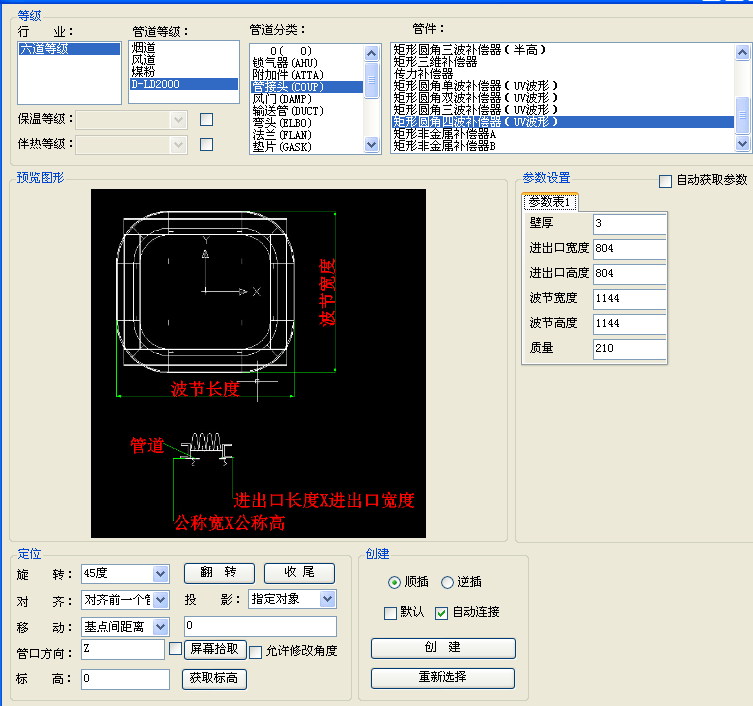 等级
行 业: 管道等级: 管道分类: 管件:
六道等级
烟道
风道
煤粉
D-LD2000
0( 0)
锁气器(AHU)
附加件(ATTA)
管接头(COUP)
风门(DAMP)
输送管(DUCT)
弯头(ELBO)
法兰(FLAN)
垫片(GASK)
矩形圆角三波补偿器(半高)
矩形三维补偿器
传力补偿器
矩形圆角单波补偿器(UV波形)
矩形圆角双波补偿器(UV波形)
矩形圆角三波补偿器(UV波形)
矩形圆角四波补偿器(UV波形)
矩形非金属补偿器A
矩形非金属补偿器B
保温等级:
伴热等级:
预览图形
Y
X
波节宽度
波节长度
管道
进出口长度X进出口宽度
公称宽X公称高
参数设置
自动获取参数
参数表1
壁厚 3
进出口宽度 804
进出口高度 804
波节宽度 1144
波节高度 1144
质量 210
定位
旋 转: 45度 翻 转 收 尾
对 齐: 对齐前一个管 投 影: 指定对象
移 动: 基点间距离 0
管口方向: Z 屏幕拾取 允许修改角度
标 高: 0 获取标高
创建
顺插 逆插
默认 自动连接
创 建
重新选择